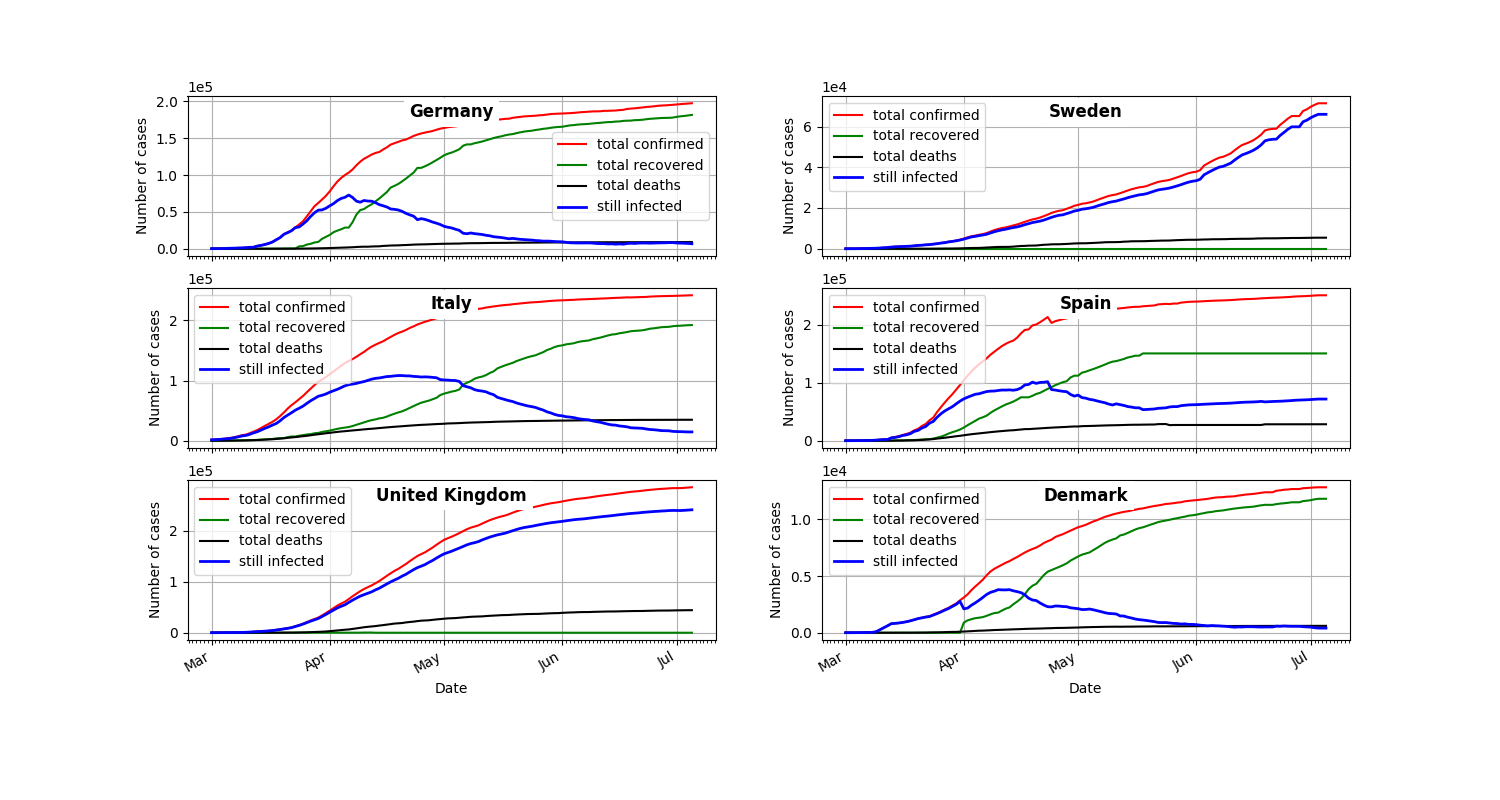 1e5
Germany
Number of cases
2.0
1.5
1.0
0.5
0.0
total confirmed
total recovered
total deaths
still infected
1e4
Sweden
Number of cases
6
4
2
0
total confirmed
total recovered
total deaths
still infected
1e5
Italy
Number of cases
2
1
0
total confirmed
total recovered
total deaths
still infected
1e5
Spain
Number of cases
2
1
0
total confirmed
total recovered
total deaths
still infected
1e5
United Kingdom
Number of cases
2
1
0
total confirmed
total recovered
total deaths
still infected
Mar Apr May Jun Jul
Date
1e4
Denmark
Number of cases
1.0
0.5
0.0
total confirmed
total recovered
total deaths
still infected
Mar Apr May Jun Jul
Date